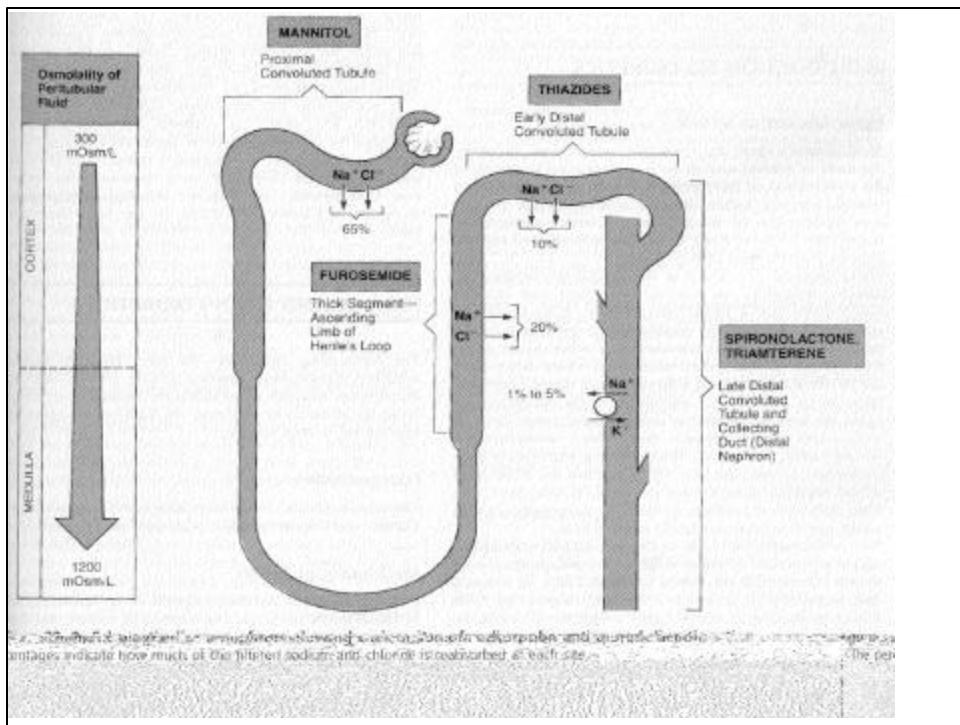 MANNITOL
Proximal
Convoluted Tubule
Osmolality of
Peritubular
Fluid
300
mOsm/L
CORTEX
MEDULLA
1200
mOsm/L
Na⁺Cl⁻
65%
THIAZIDES
Early Distal
Convoluted Tubule
Na⁺Cl⁻
10%
FUROSEMIDE
Thick Segment—
Ascending
Limb of
Henle's Loop
Na⁺
Cl⁻
20%
1% to 5%
Na⁺
K
SPIRONOLACTONE,
TRIAMTERENE
Late Distal
Convoluted
Tubule and
Collecting
Duct (Distal
Nephron)
entages indicate how much of the filtered sodium and chloride is reabsorbed at each site.
The perc